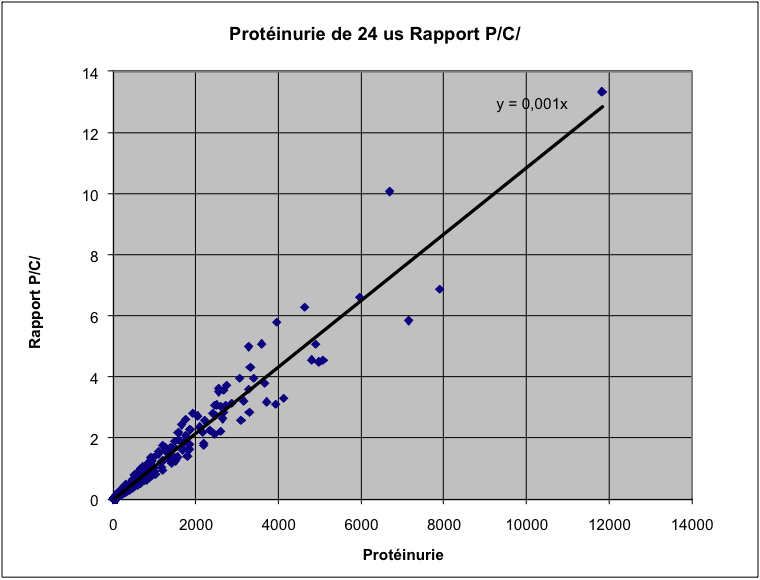 Protéinurie de 24 us Rapport P/C/
14
y = 0,001x
12
10
Rapport P/C/
8
6
4
2
0
0 2000 4000 6000 8000 10000 12000 14000
Protéinurie